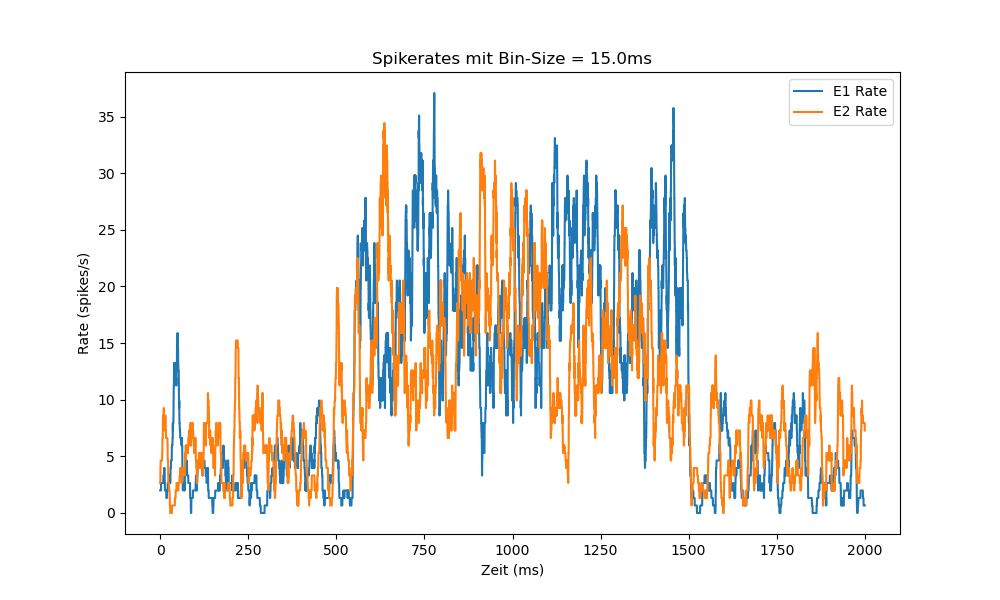 Spikerates mit Bin-Size = 15.0ms
E1 Rate
E2 Rate
Rate (spikes/s)
35
30
25
20
15
10
5
0
0 250 500 750 1000 1250 1500 1750 2000
Zeit (ms)